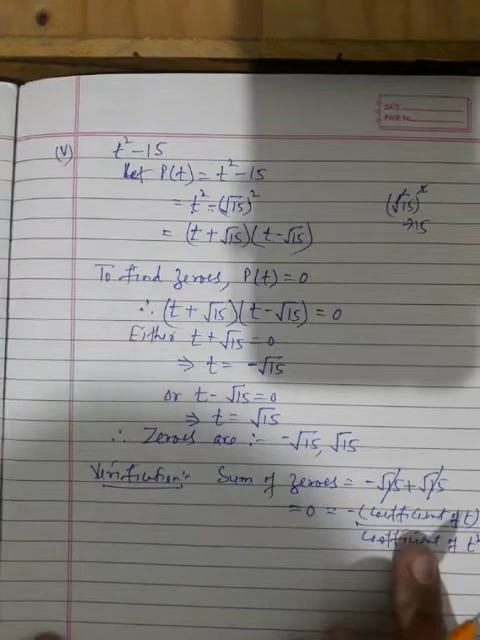 DATE
PAGE No.
(v) t² - 15
Let P(t) = t² - 15
= t² - (√15)²
(√15)²
→ 15
= (t + √15)(t - √15)
To find zeroes, P(t) = 0
∴ (t + √15)(t - √15) = 0
Either t + √15 = 0
⇒ t = -√15
or t - √15 = 0
⇒ t = √15
∴ Zeroes are :- -√15, √15
Verification:- Sum of zeroes = -√15 + √15
= 0 = -(coefficient of t)
coefficient of t²